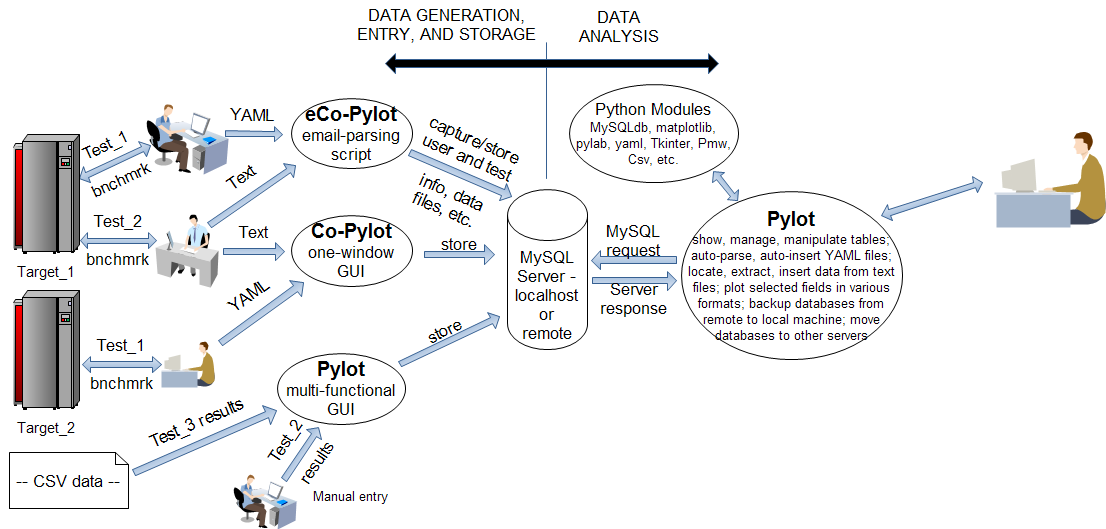 DATA GENERATION,
ENTRY, AND STORAGE
DATA
ANALYSIS
Test_1
bnchmrk
YAML
eCo-Pylot
email-parsing
script
capture/store
user and test
info, data
files, etc.
Python Modules
MySQLdb, matplotlib,
pylab, yaml, Tkinter, Pmw,
Csv, etc.
Text
Test_2
bnchmrk
Target_1
Text
Co-Pylot
one-window
GUI
store
MySQL
Server -
localhost
or
remote
MySQL
request
Server
response
Pylot
show, manage, manipulate tables;
auto-parse, auto-insert YAML files;
locate, extract, insert data from text
files; plot selected fields in various
formats; backup databases from
remote to local machine; move
databases to other servers
YAML
Test_1
bnchmrk
Target_2
store
Pylot
multi-functional
GUI
Test_3 results
Test_2
results
-- CSV data --
Manual entry